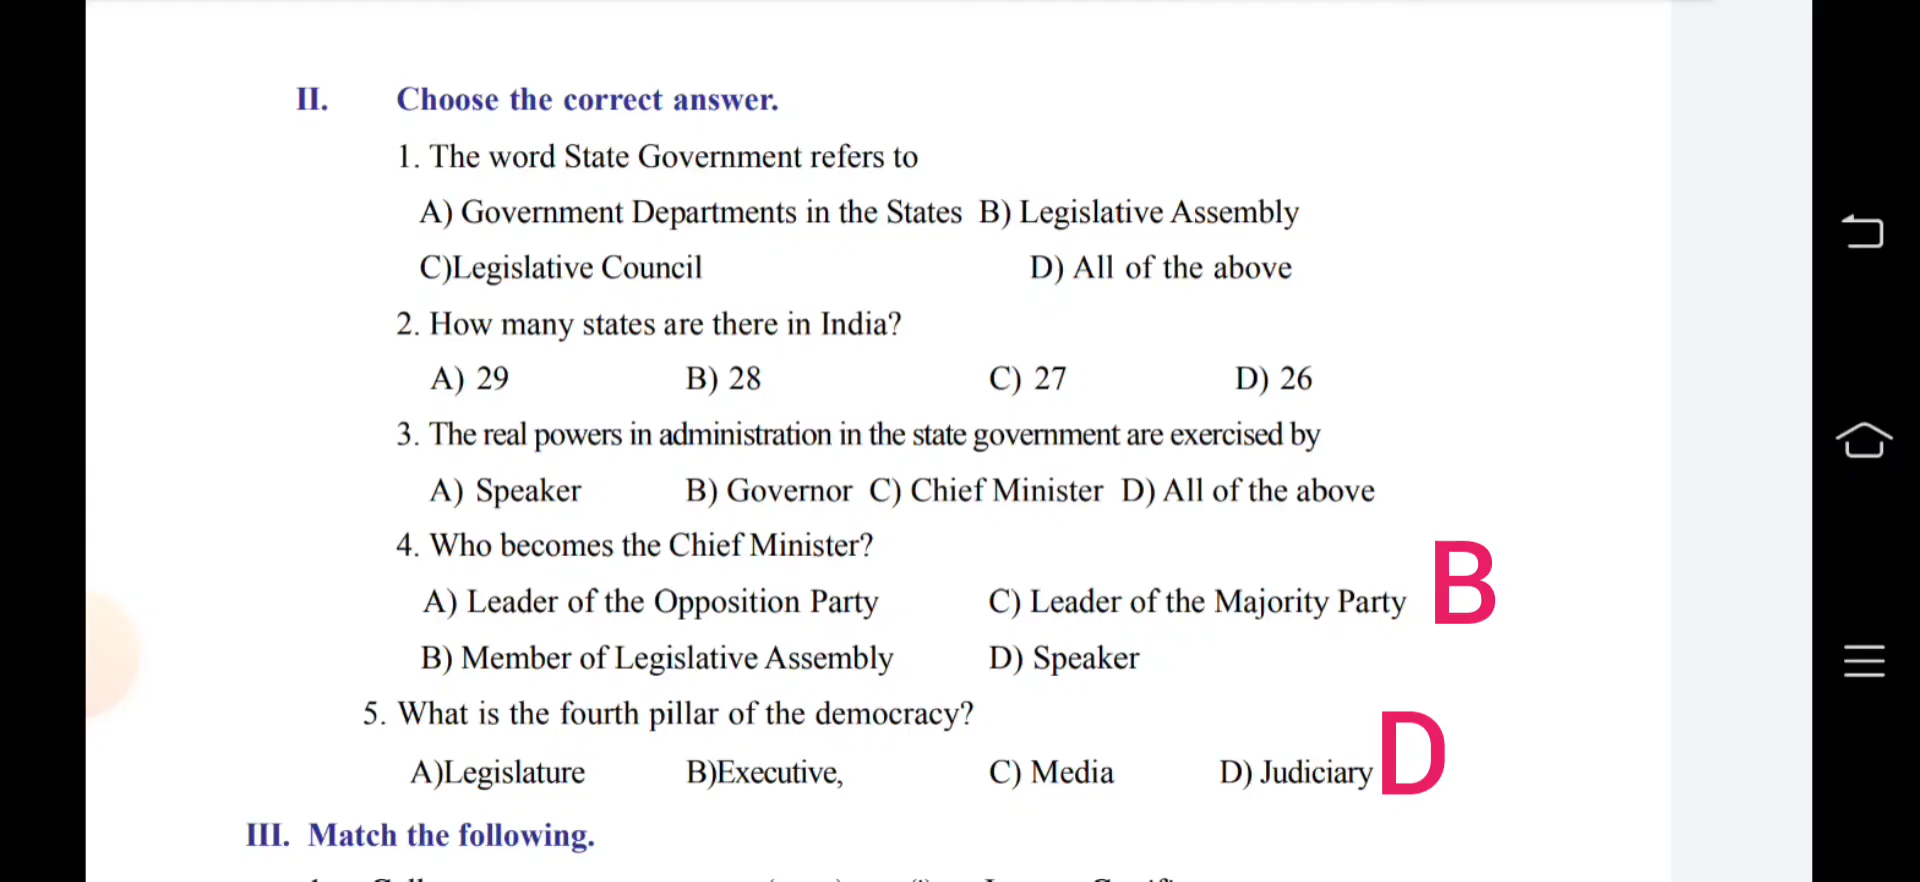 II. Choose the correct answer.
1. The word State Government refers to
A) Government Departments in the States B) Legislative Assembly
C)Legislative Council D) All of the above
2. How many states are there in India?
A) 29 B) 28 C) 27 D) 26
3. The real powers in administration in the state government are exercised by
A) Speaker B) Governor C) Chief Minister D) All of the above
4. Who becomes the Chief Minister?
A) Leader of the Opposition Party C) Leader of the Majority Party B
B) Member of Legislative Assembly D) Speaker
5. What is the fourth pillar of the democracy?
A)Legislature B)Executive, C) Media D) Judiciary D
III. Match the following.